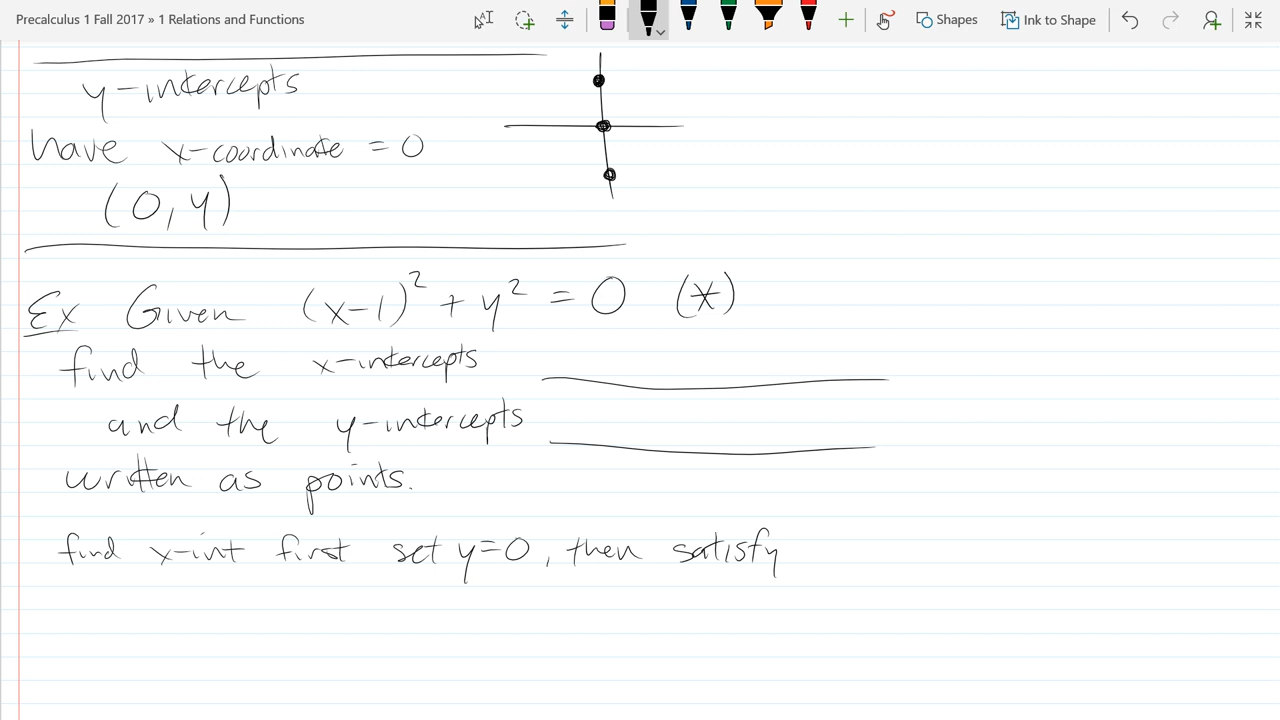 Precalculus 1 Fall 2017 » 1 Relations and Functions
Shapes
Ink to Shape
y-intercepts
have x-coordinate = 0
(0, y)
Ex Given (x-1)² + y² = 0 (*)
find the x-intercepts
and the y-intercepts
written as points.
find x-int first set y=0, then satisfy